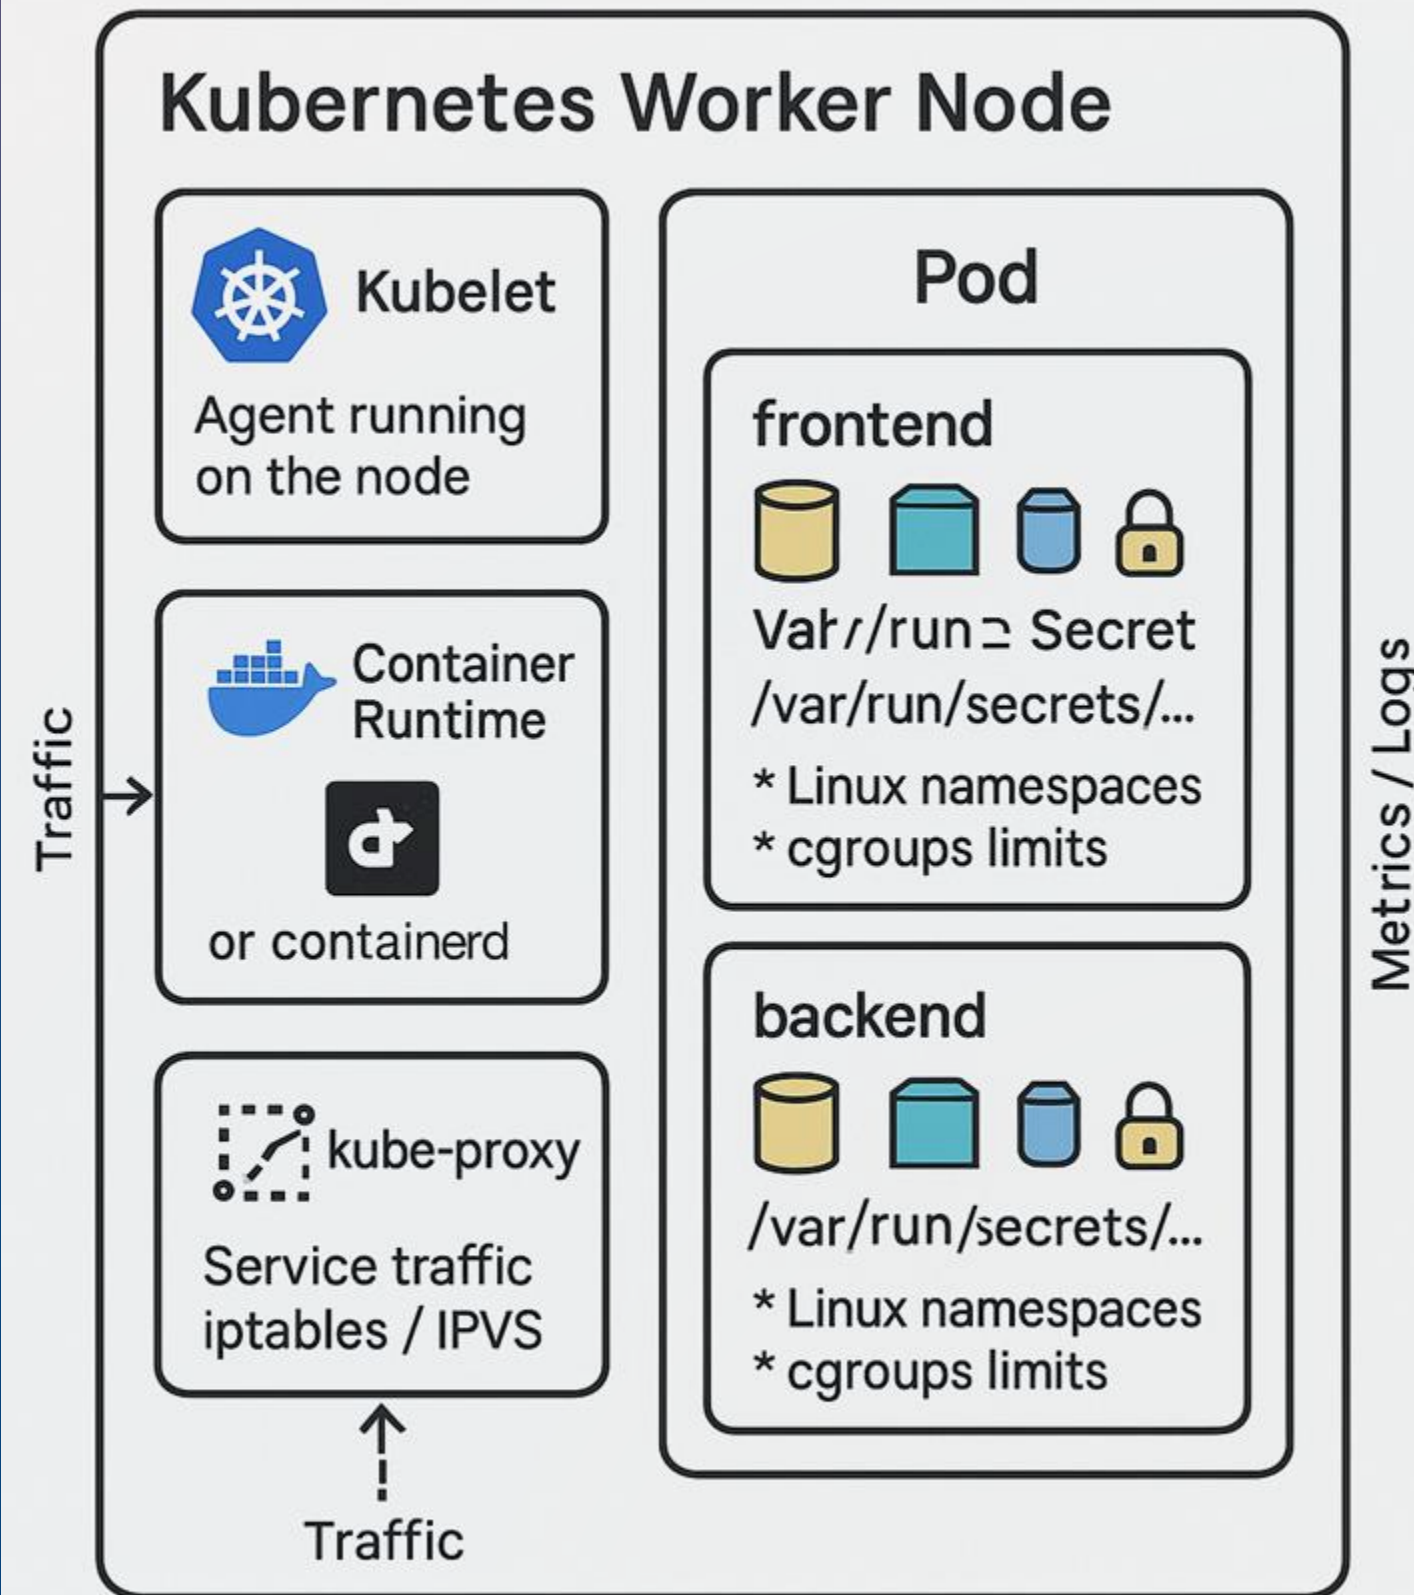 Kubernetes Worker Node
Kubelet
Agent running
on the node
Container
Runtime
or containerd
kube-proxy
Service traffic
iptables / IPVS
Traffic
Traffic
Pod
frontend
Secret
/var/run/secrets/...
* Linux namespaces
* cgroups limits
backend
/var/run/secrets/...
* Linux namespaces
* cgroups limits
Metrics / Logs